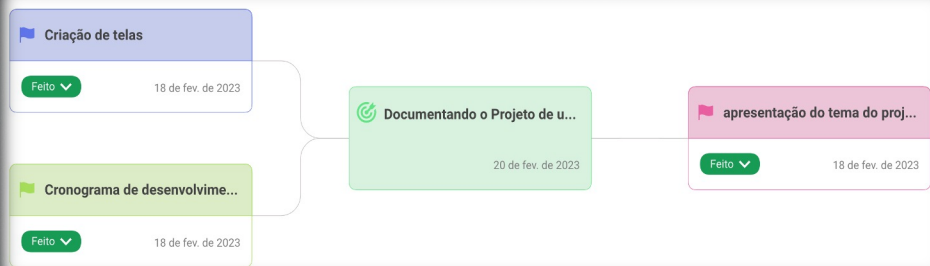 Criação de telas
Feito
18 de fev. de 2023
Documentando o Projeto de u...
20 de fev. de 2023
apresentação do tema do proj...
Feito
18 de fev. de 2023
Cronograma de desenvolvime...
Feito
18 de fev. de 2023